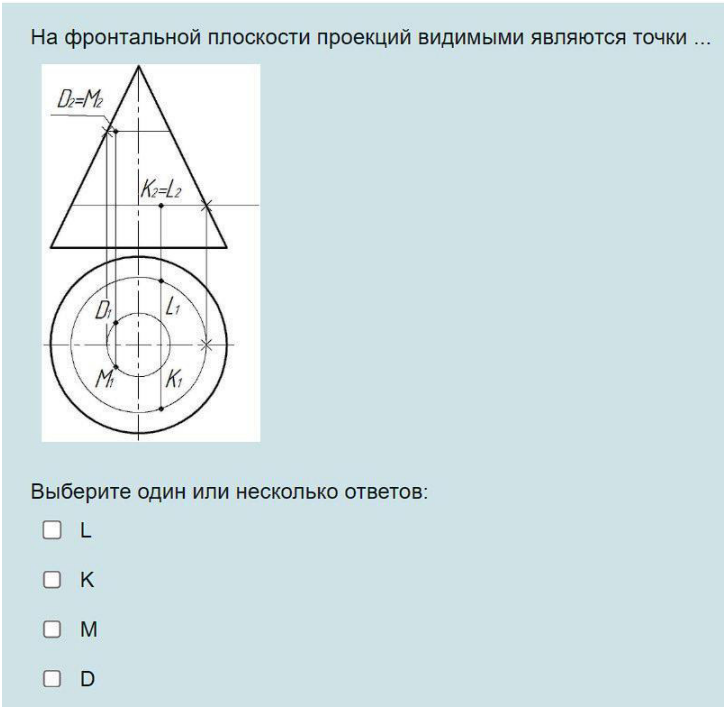 На фронтальной плоскости проекций видимыми являются точки ...
D₂=M₂
K₂=L₂
D₁
L₁
M₁
K₁
Выберите один или несколько ответов:
L
K
M
D